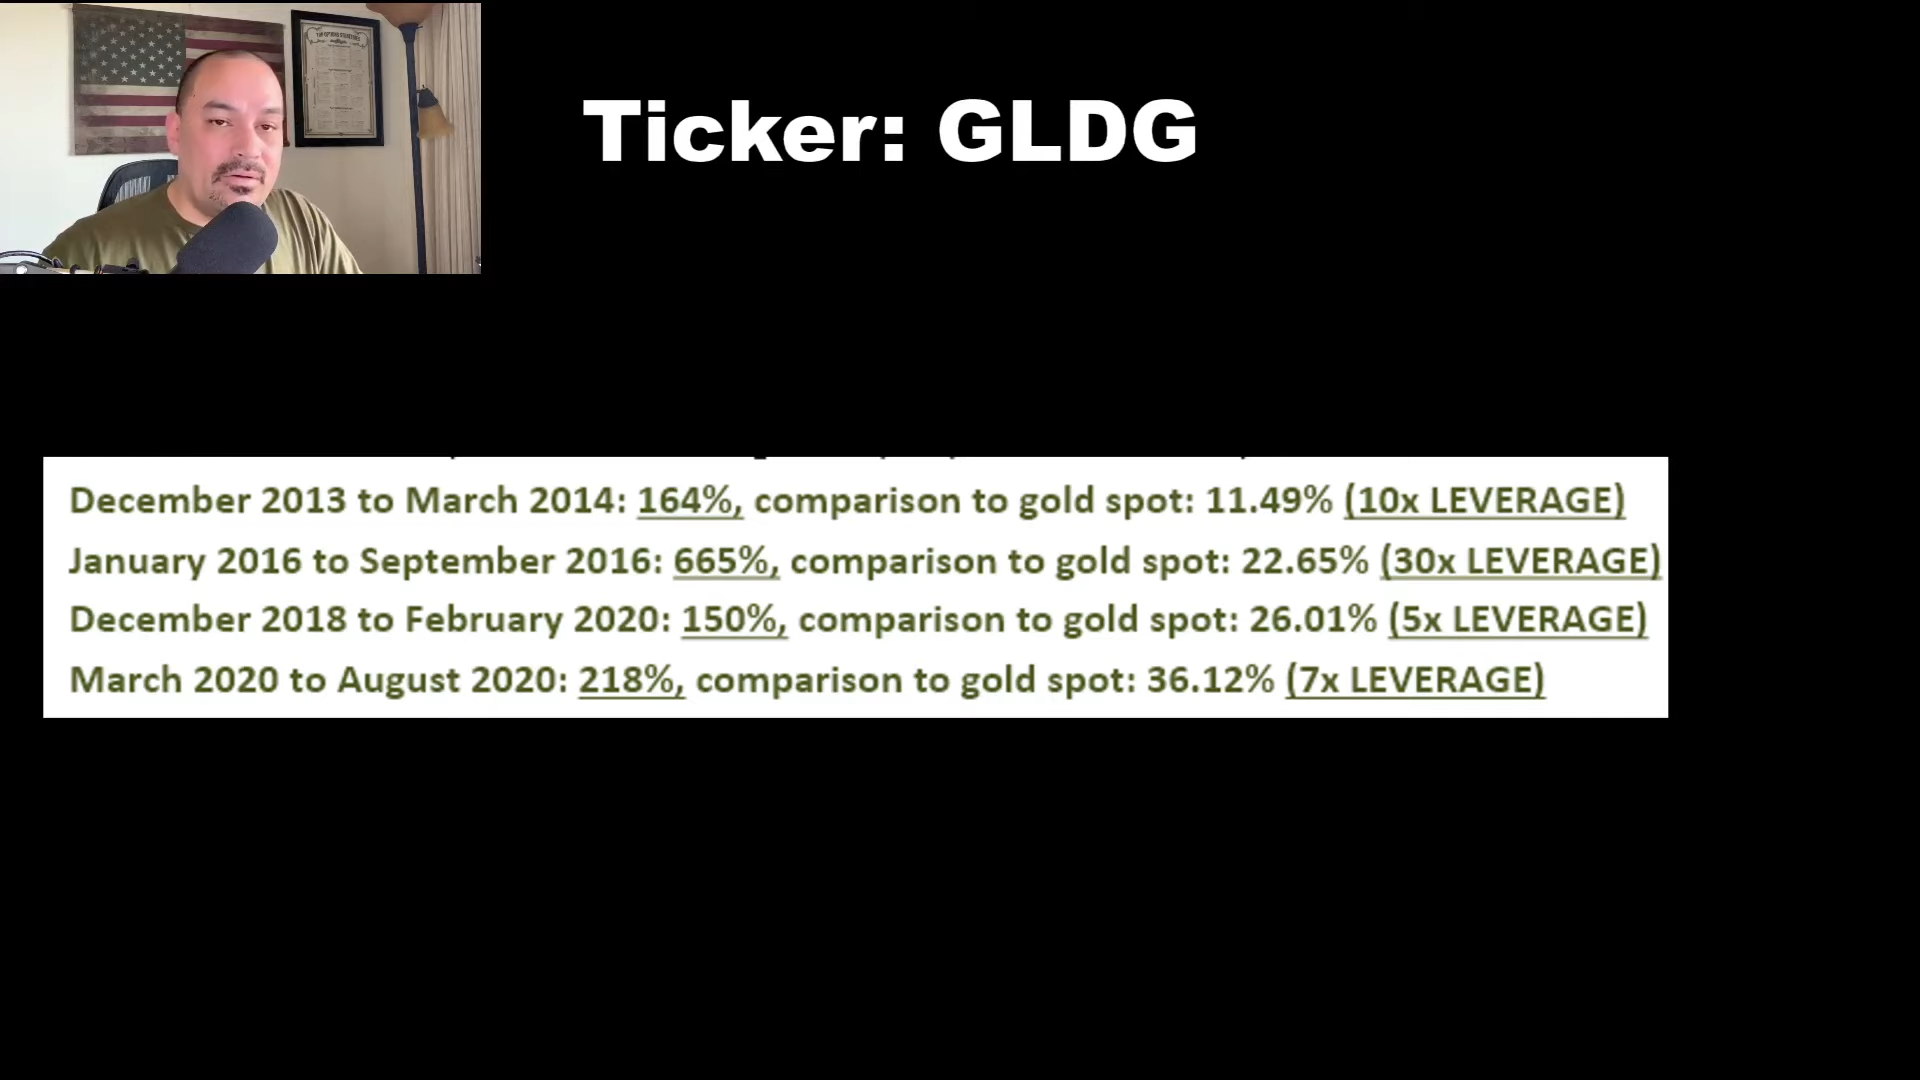 TOP OPTIONS STRATEGIES
Ticker: GLDG
December 2013 to March 2014: 164%, comparison to gold spot: 11.49% (10x LEVERAGE)
January 2016 to September 2016: 665%, comparison to gold spot: 22.65% (30x LEVERAGE)
December 2018 to February 2020: 150%, comparison to gold spot: 26.01% (5x LEVERAGE)
March 2020 to August 2020: 218%, comparison to gold spot: 36.12% (7x LEVERAGE)